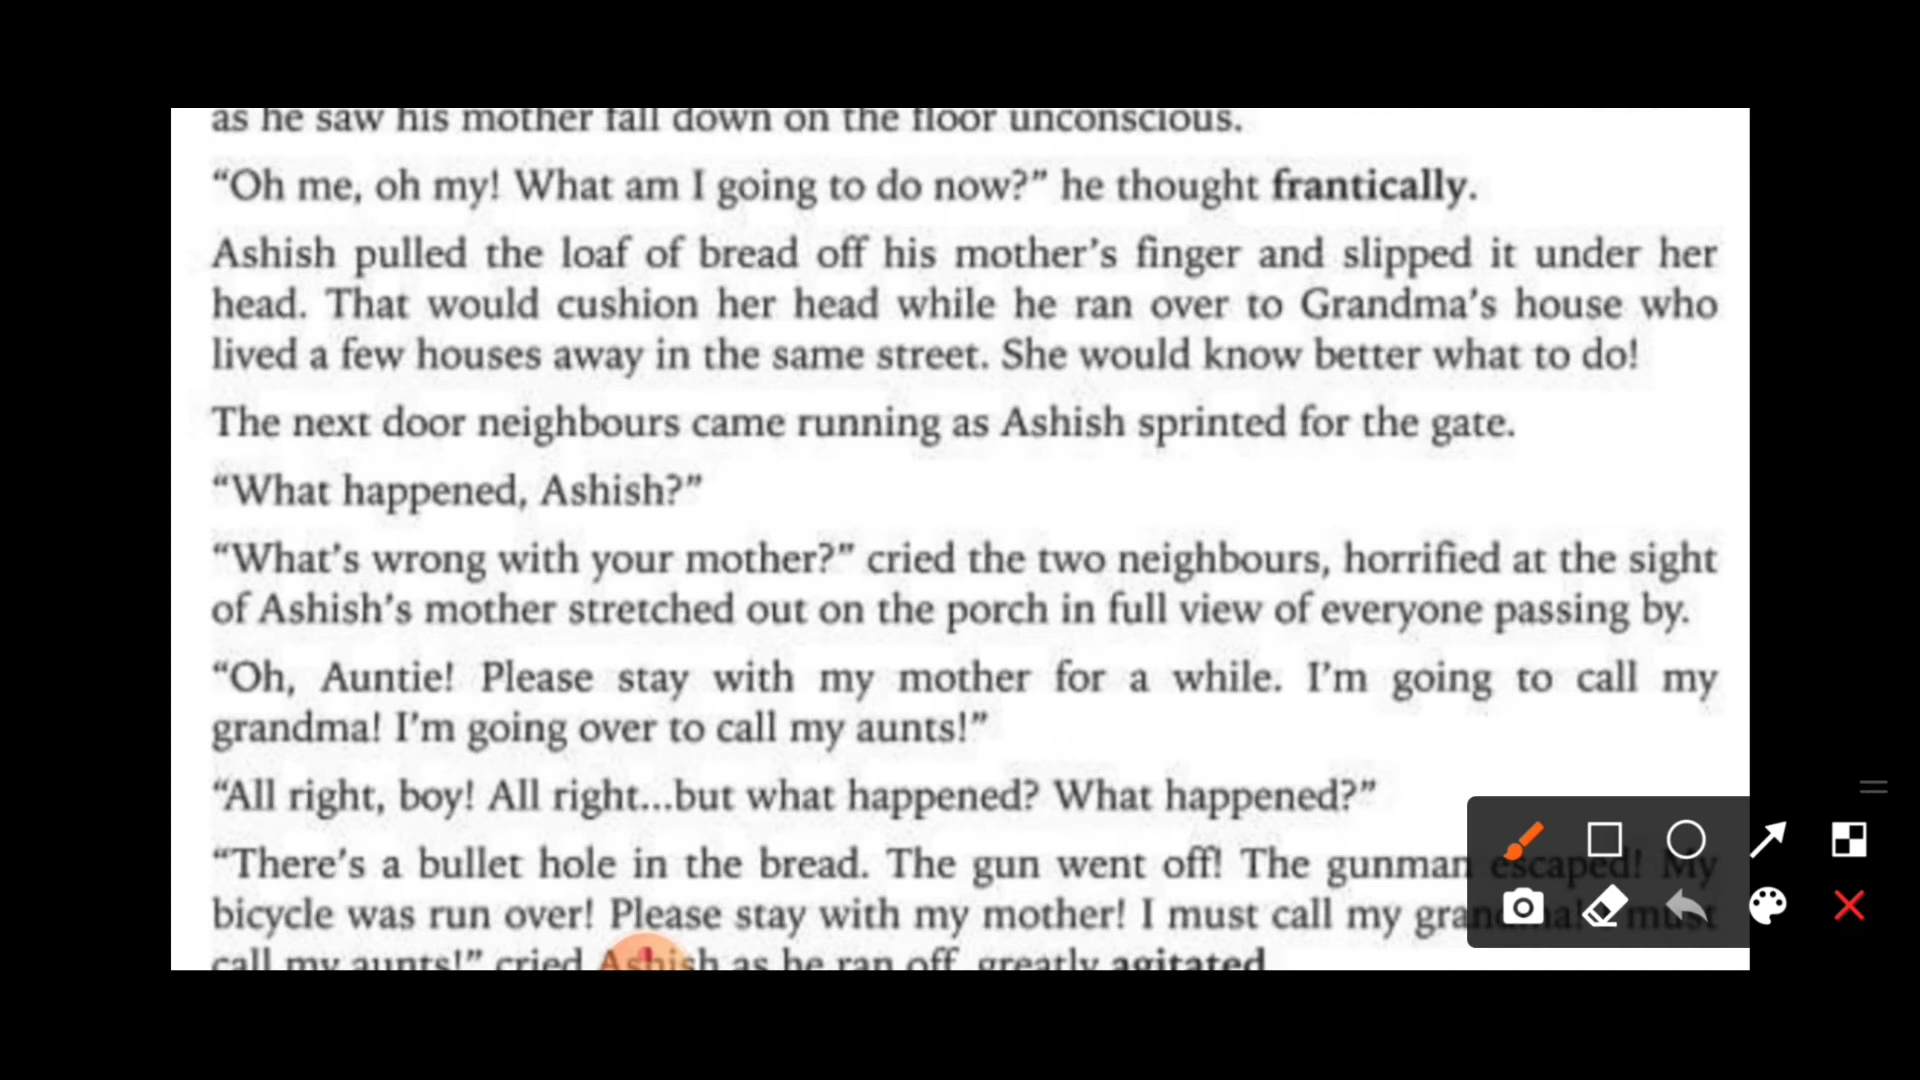 as he saw his mother fall down on the floor unconscious.
“Oh me, oh my! What am I going to do now?” he thought frantically.
Ashish pulled the loaf of bread off his mother’s finger and slipped it under her
head. That would cushion her head while he ran over to Grandma’s house who
lived a few houses away in the same street. She would know better what to do!
The next door neighbours came running as Ashish sprinted for the gate.
“What happened, Ashish?”
“What’s wrong with your mother?” cried the two neighbours, horrified at the sight
of Ashish’s mother stretched out on the porch in full view of everyone passing by.
“Oh, Auntie! Please stay with my mother for a while. I’m going to call my
grandma! I’m going over to call my aunts!”
“All right, boy! All right...but what happened? What happened?”
“There’s a bullet hole in the bread. The gun went off! The gunman escaped! My
bicycle was run over! Please stay with my mother! I must call my grandma! I must
call my aunts!” cried Ashish as he ran off, greatly agitated.